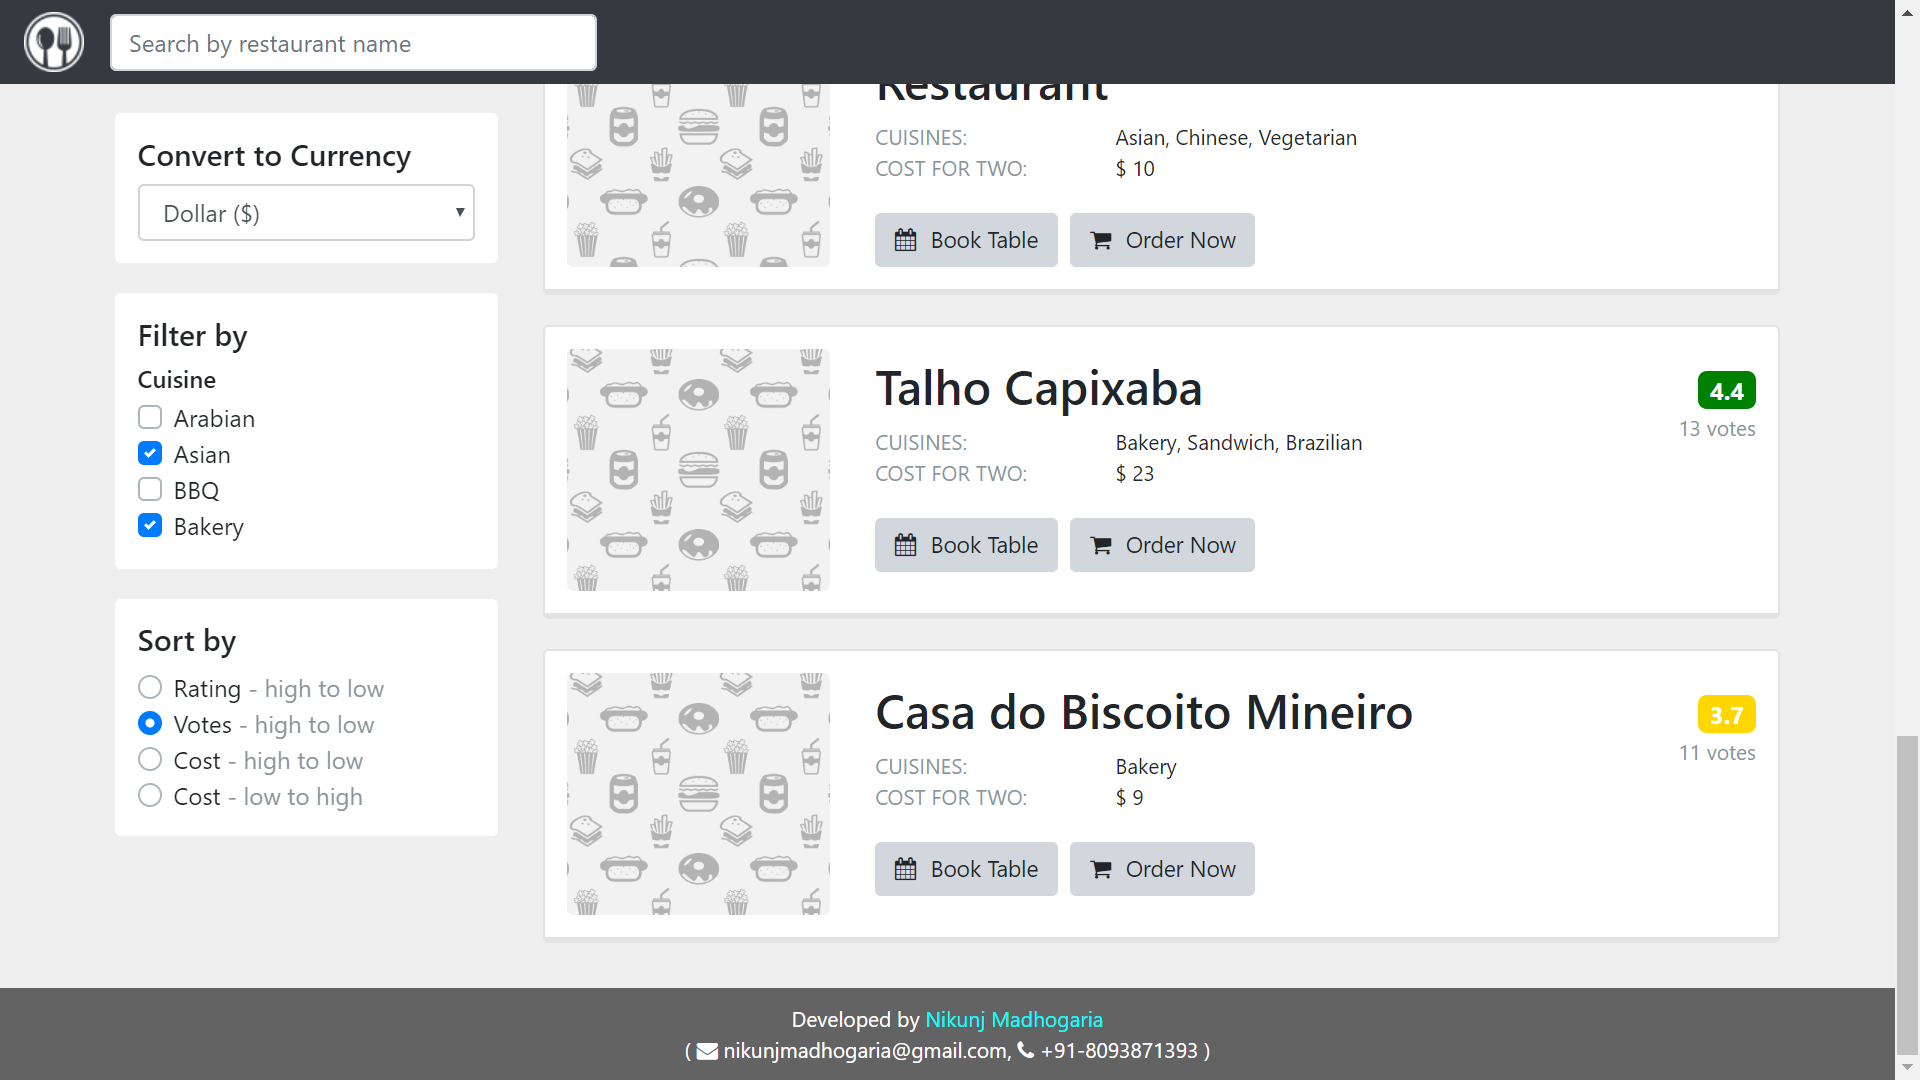 Search by restaurant name
Convert to Currency
Dollar ($)
Filter by
Cuisine
Arabian
Asian
BBQ
Bakery
Sort by
Rating - high to low
Votes - high to low
Cost - high to low
Cost - low to high
Restaurant
CUISINES: Asian, Chinese, Vegetarian
COST FOR TWO: $ 10
Book Table Order Now
Talho Capixaba
4.4
13 votes
CUISINES: Bakery, Sandwich, Brazilian
COST FOR TWO: $ 23
Book Table Order Now
Casa do Biscoito Mineiro
3.7
11 votes
CUISINES: Bakery
COST FOR TWO: $ 9
Book Table Order Now
Developed by Nikunj Madhogaria
( nikunjmadhogaria@gmail.com, +91-8093871393 )